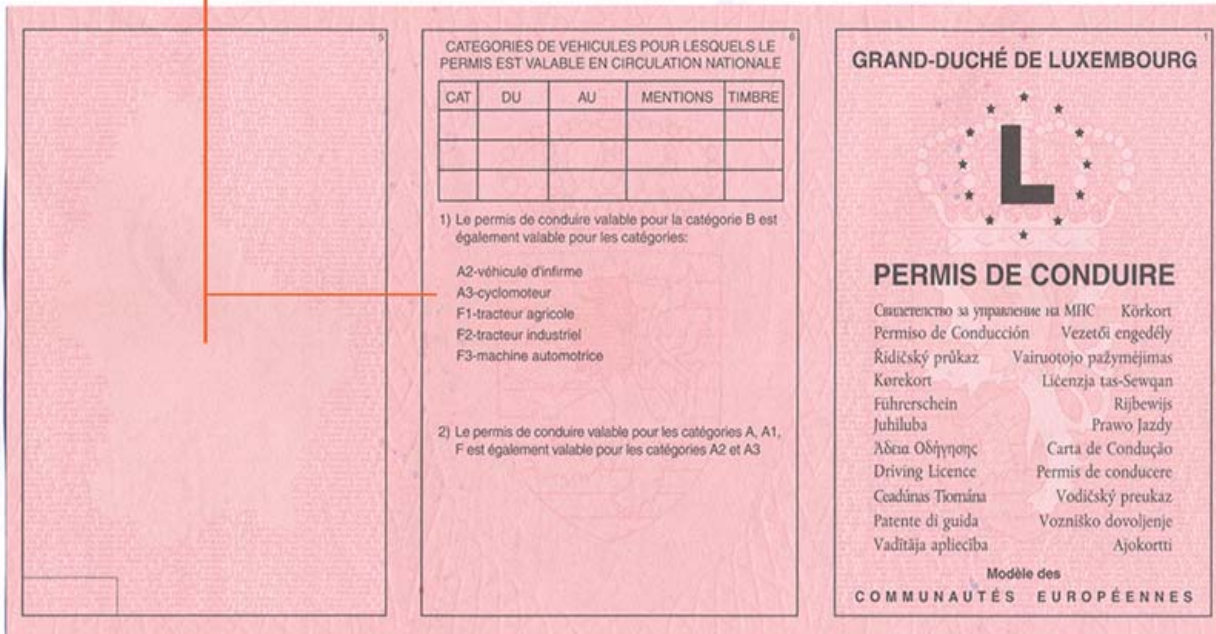 5
6
CATEGORIES DE VEHICULES POUR LESQUELS LE
PERMIS EST VALABLE EN CIRCULATION NATIONALE
CAT DU AU MENTIONS TIMBRE
1) Le permis de conduire valable pour la catégorie B est
également valable pour les catégories:
A2-véhicule d'infirme
A3-cyclomoteur
F1-tracteur agricole
F2-tracteur industriel
F3-machine automotrice
2) Le permis de conduire valable pour les catégories A, A1,
F est également valable pour les catégories A2 et A3
1
GRAND-DUCHÉ DE LUXEMBOURG
L
PERMIS DE CONDUIRE
Свидетелство за управление на МПС Körkort
Permiso de Conducción Vezetői engedély
Řidičský průkaz Vairuotojo pažymėjimas
Kørekort Liċenzja tas-Sewqan
Führerschein Rijbewijs
Juhiluba Prawo Jazdy
Άδεια Οδήγησης Carta de Condução
Driving Licence Permis de conducere
Ceadúnas Tiomána Vodičský preukaz
Patente di guida Vozniško dovoljenje
Vadītāja apliecība Ajokortti
Modèle des
COMMUNAUTÉS EUROPÉENNES